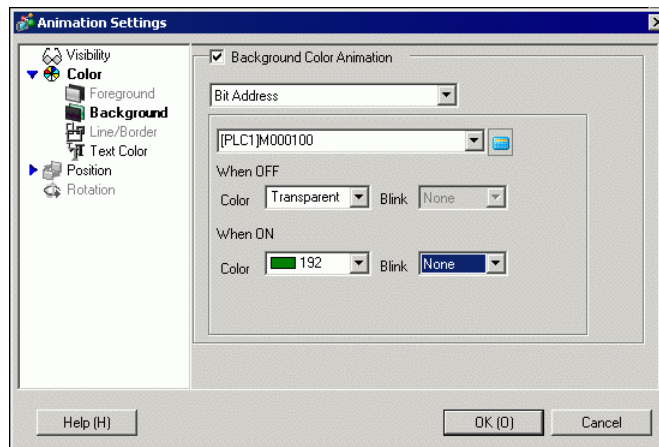 Animation Settings
Visibility
Color
Foreground
Background
Line/Border
Text Color
Position
Rotation
Background Color Animation
Bit Address
[PLC1]M000100
When OFF
Color Transparent Blink None
When ON
Color 192 Blink None
Help (H) OK (O) Cancel